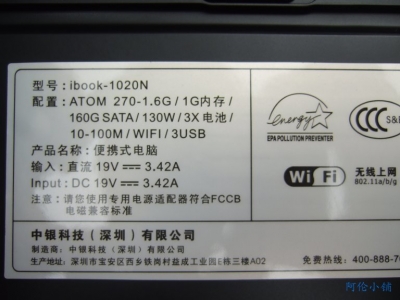 型号: ibook-1020N
配置: ATOM 270-1.6G/1G内存/
160G SATA/130W/3X 电池/
10-100M/WIFI/3USB
产品名称: 便携式电脑
输入: 直流 19V 3.42A
Input: DC 19V 3.42A
注意: 请您使用专用电源适配器符合FCCB
电磁兼容标准
energy
EPA POLLUTION PREVENTER
CCC
S&E
Wi Fi
无线上网
802.11a/b/g
中银科技(深圳)有限公司
制造商: 中银科技(深圳)有限公司
生产地址: 深圳市宝安区西乡铁岗村益成工业园E栋三楼A02
免费热线: 400-888-7
阿伦小铺